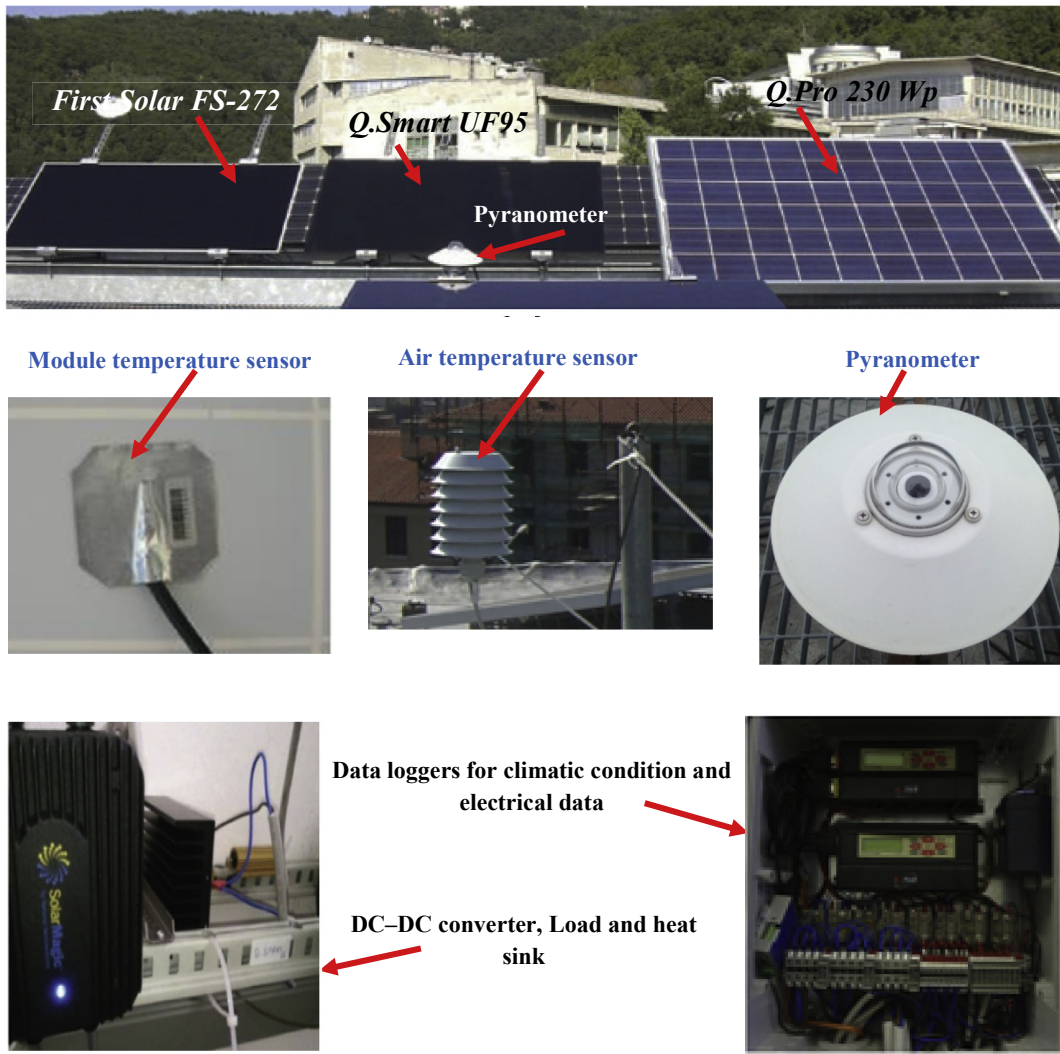 First Solar FS-272
Q.Smart UF95
Q.Pro 230 Wp
Pyranometer
Module temperature sensor
Air temperature sensor
Pyranometer
Data loggers for climatic condition and
electrical data
SolarMagic
DC–DC converter, Load and heat
sink